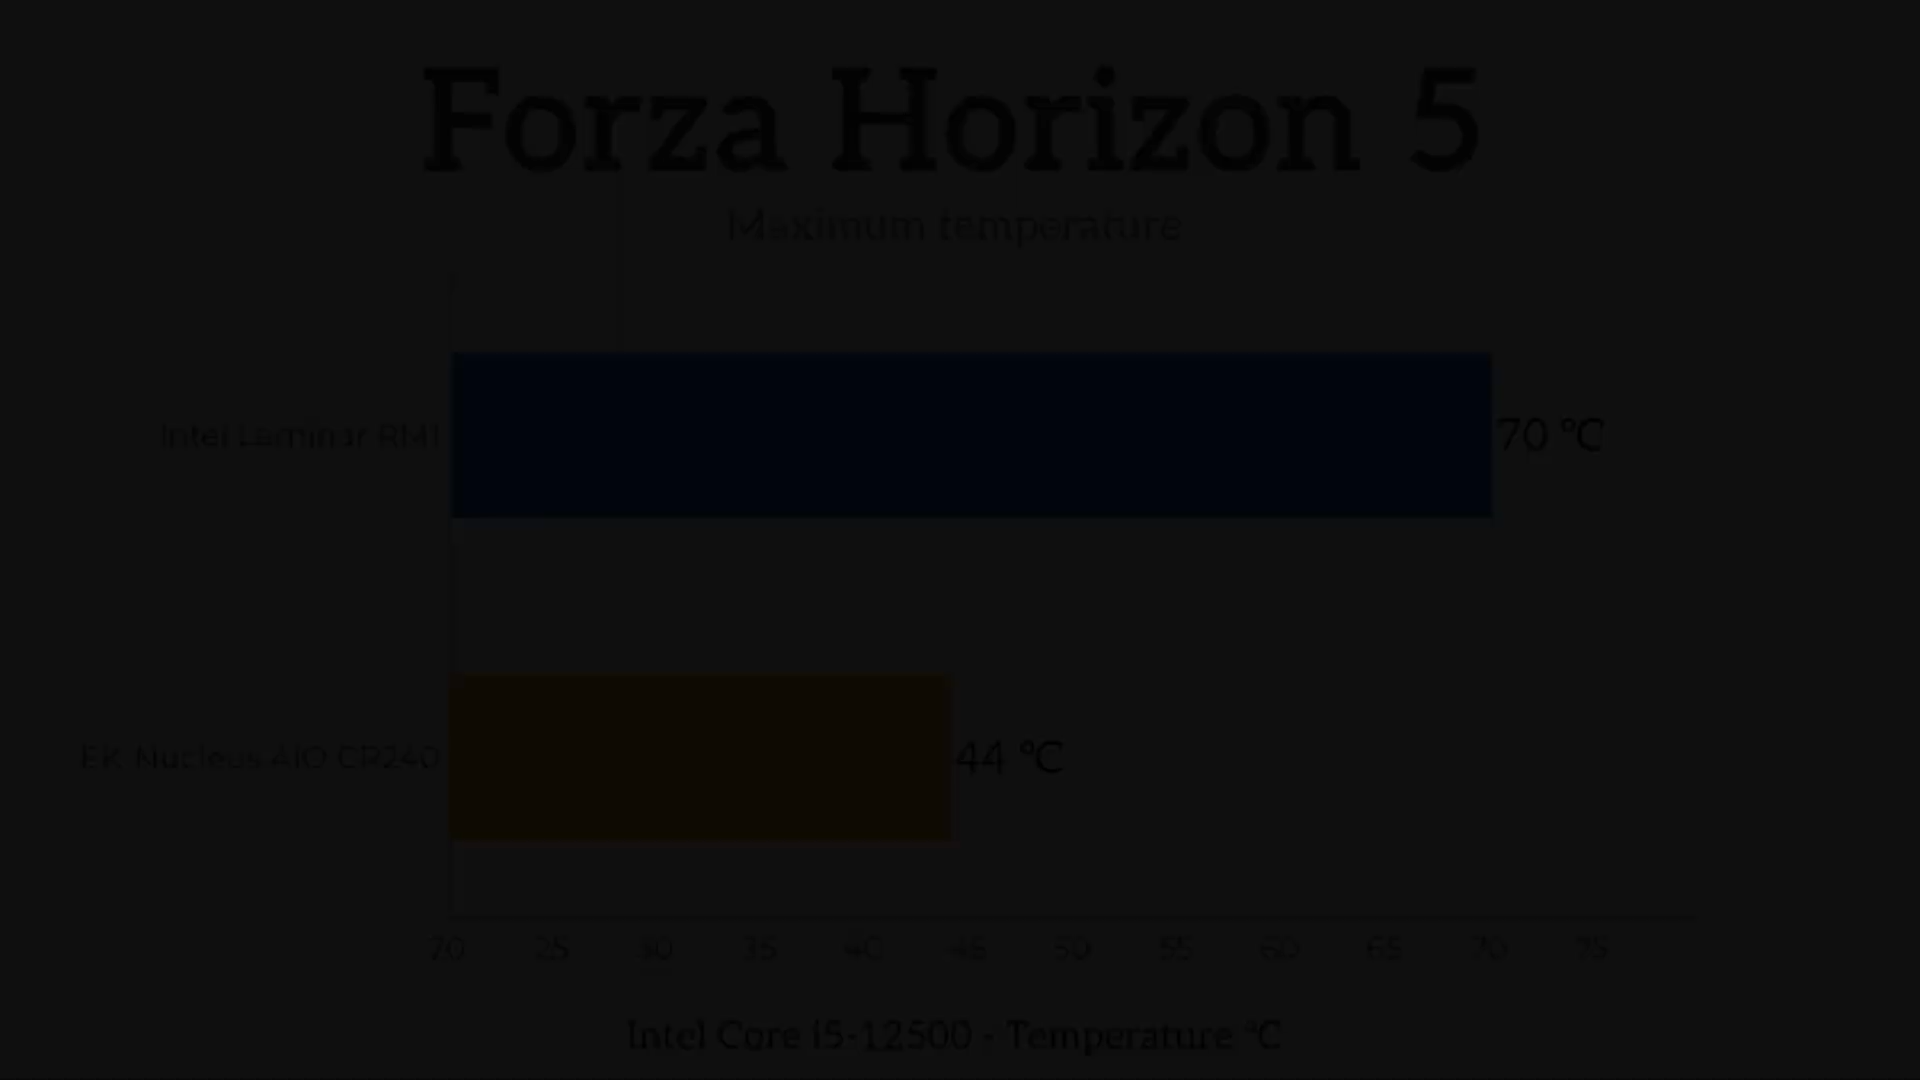 Forza Horizon 5
Maximum temperature
Intel Laminar RM1 70 °C
EK Nucleus AIO CR240 44 °C
20 25 30 35 40 45 50 55 60 65 70 75
Intel Core i5-12500 - Temperature °C